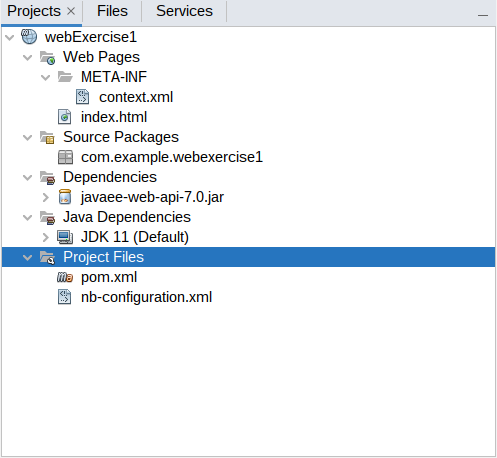 Projects Files Services
webExercise1
Web Pages
META-INF
context.xml
index.html
Source Packages
com.example.webexercise1
Dependencies
javaee-web-api-7.0.jar
Java Dependencies
JDK 11 (Default)
Project Files
pom.xml
nb-configuration.xml